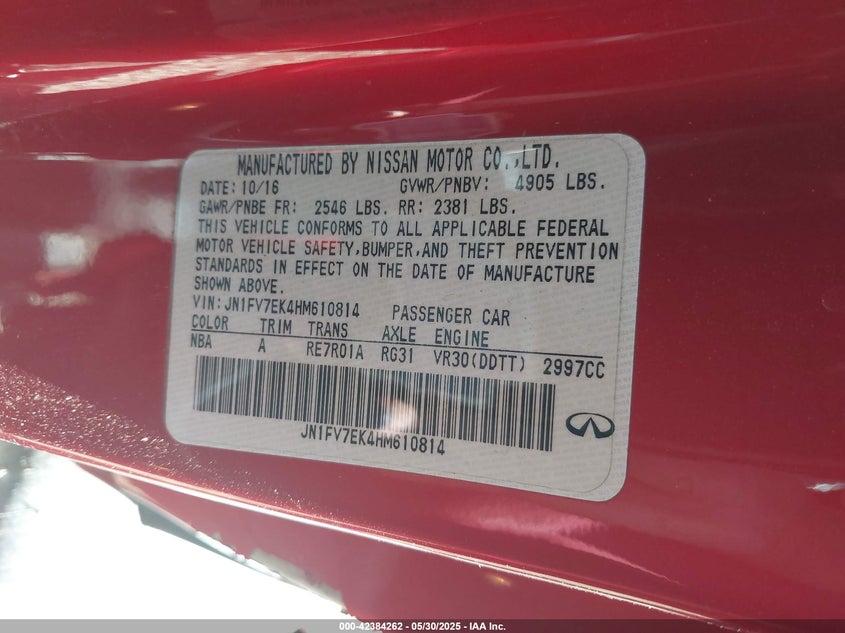 MANUFACTURED BY NISSAN MOTOR CO.,LTD.
DATE: 10/16 GVWR/PNBV: 4905 LBS.
GAWR/PNBE FR: 2546 LBS. RR: 2381 LBS.
THIS VEHICLE CONFORMS TO ALL APPLICABLE FEDERAL
MOTOR VEHICLE SAFETY,BUMPER,AND THEFT PREVENTION
STANDARDS IN EFFECT ON THE DATE OF MANUFACTURE
SHOWN ABOVE.
VIN:JN1FV7EK4HM610814 PASSENGER CAR
COLOR TRIM TRANS AXLE ENGINE
NBA A RE7R01A RG31 VR30(DDTT) 2997CC
JN1FV7EK4HM610814
000-42384262 - 05/30/2025 - IAA Inc.